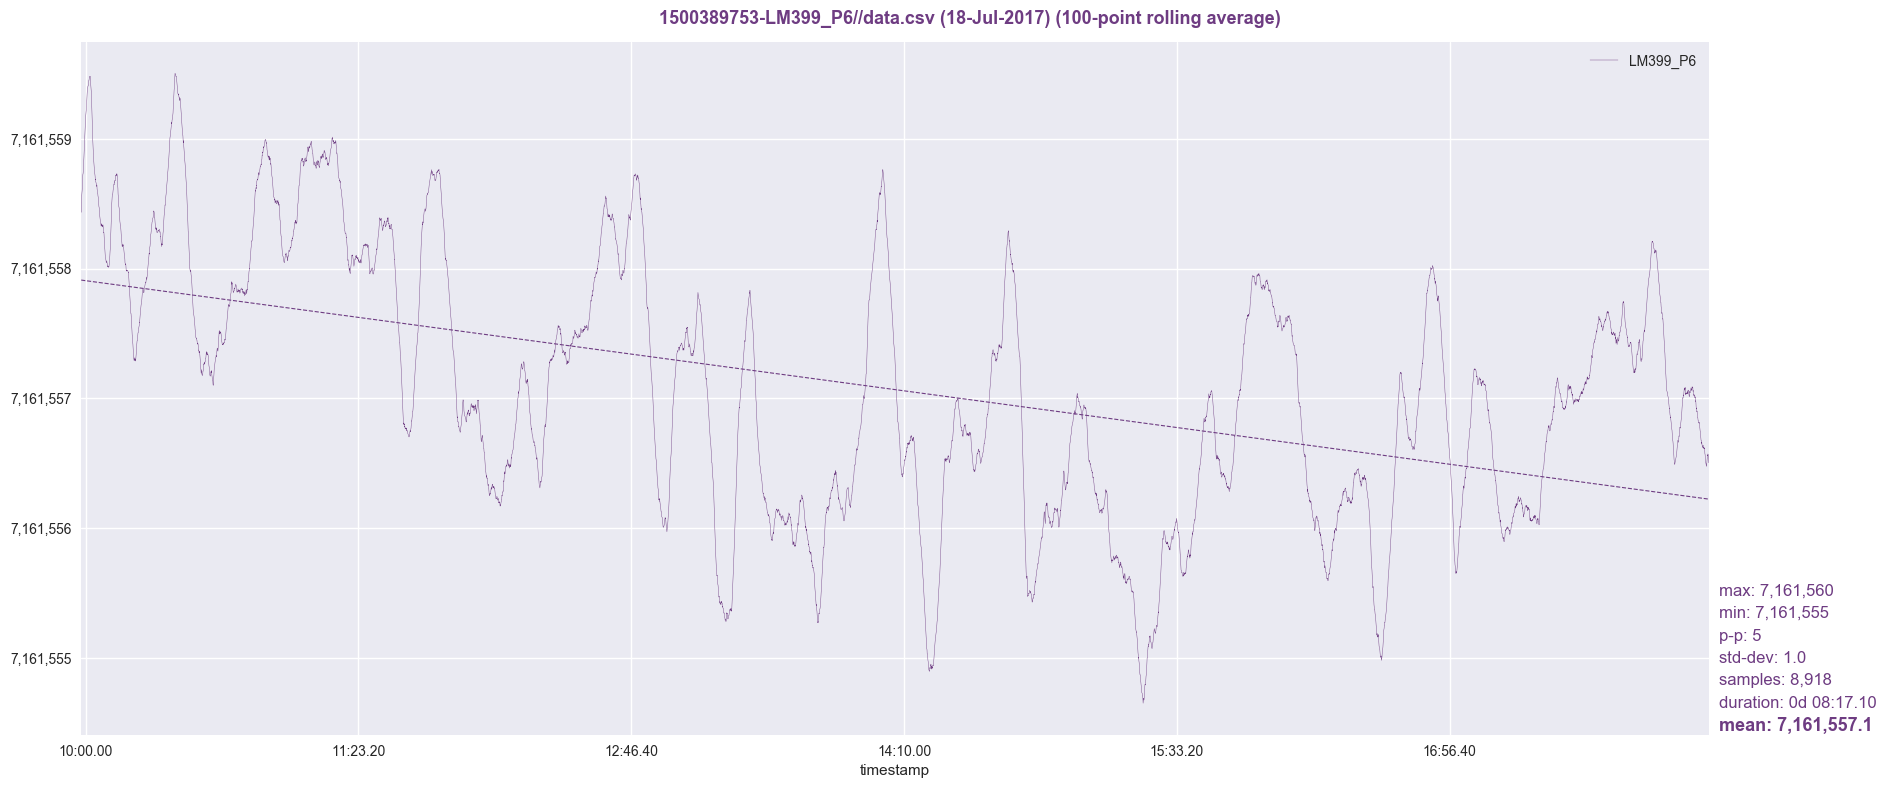 1500389753-LM399_P6//data.csv (18-Jul-2017) (100-point rolling average)
LM399_P6
7,161,559
7,161,558
7,161,557
7,161,556
7,161,555
max: 7,161,560
min: 7,161,555
p-p: 5
std-dev: 1.0
samples: 8,918
duration: 0d 08:17.10
mean: 7,161,557.1
10:00.00 11:23.20 12:46.40 14:10.00 15:33.20 16:56.40
timestamp